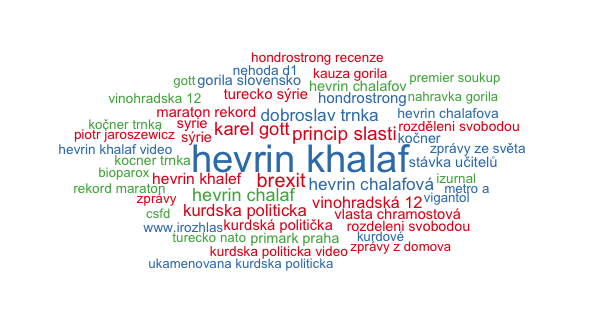 hondrostrong recenze
nehoda d1
kauza gorila
gott
gorila slovensko
premier soukup
hevrin chalafov
turecko sýrie
vinohradska 12
hondrostrong
nahravka gorila
maraton rekord
dobroslav trnka
hevrin chalafova
kočner trnka
syrie
karel gott
princip slasti
rozděleni svobodou
piotr jaroszewicz
sýrie
kočner
hevrin khalaf video
zprávy ze světa
kocner trnka
hevrin khalaf
stávka učitelů
bioparox
hevrin khalef
brexit
hevrin chalafová
izurnal
rekord maraton
hevrin chalaf
metro a
zprávy
vinohradská 12
vigantol
csfd
kurdska politicka
vlasta chramostová
www.irozhlas
kurdská politička
rozdeleni svobodou
turecko nato
primark praha
kurdové
kurdska politicka video
zprávy z domova
ukamenovana kurdska politicka